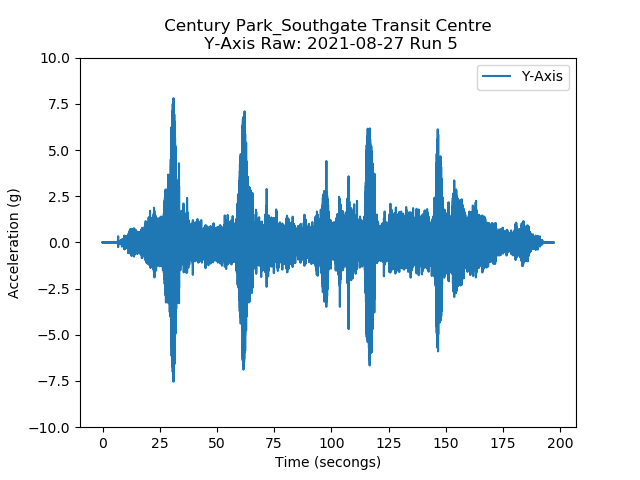 Century Park_Southgate Transit Centre
Y-Axis Raw: 2021-08-27 Run 5
Y-Axis
10.0
7.5
5.0
2.5
0.0
−2.5
−5.0
−7.5
−10.0
Acceleration (g)
0 25 50 75 100 125 150 175 200
Time (secongs)